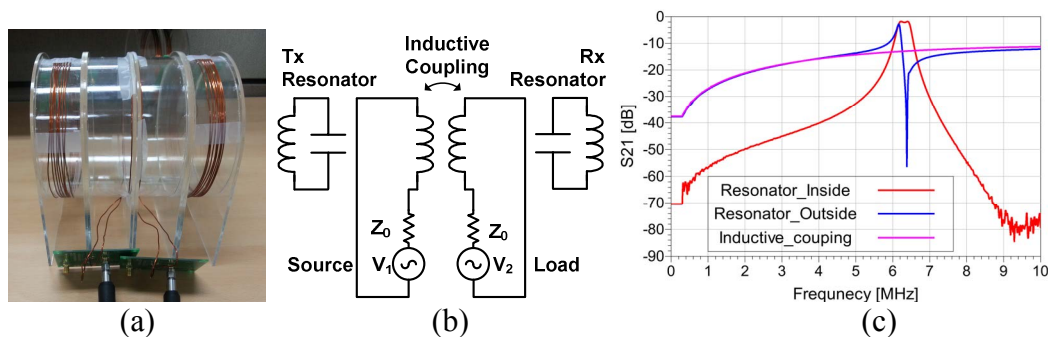 (a)
Tx
Resonator
Inductive
Coupling
Rx
Resonator
Z0
Z0
Source
V1
V2
Load
(b)
0
-10
-20
-30
-40
-50
-60
-70
-80
-90
S21 [dB]
Resonator_Inside
Resonator_Outside
Inductive_couping
0 1 2 3 4 5 6 7 8 9 10
Frequnecy [MHz]
(c)